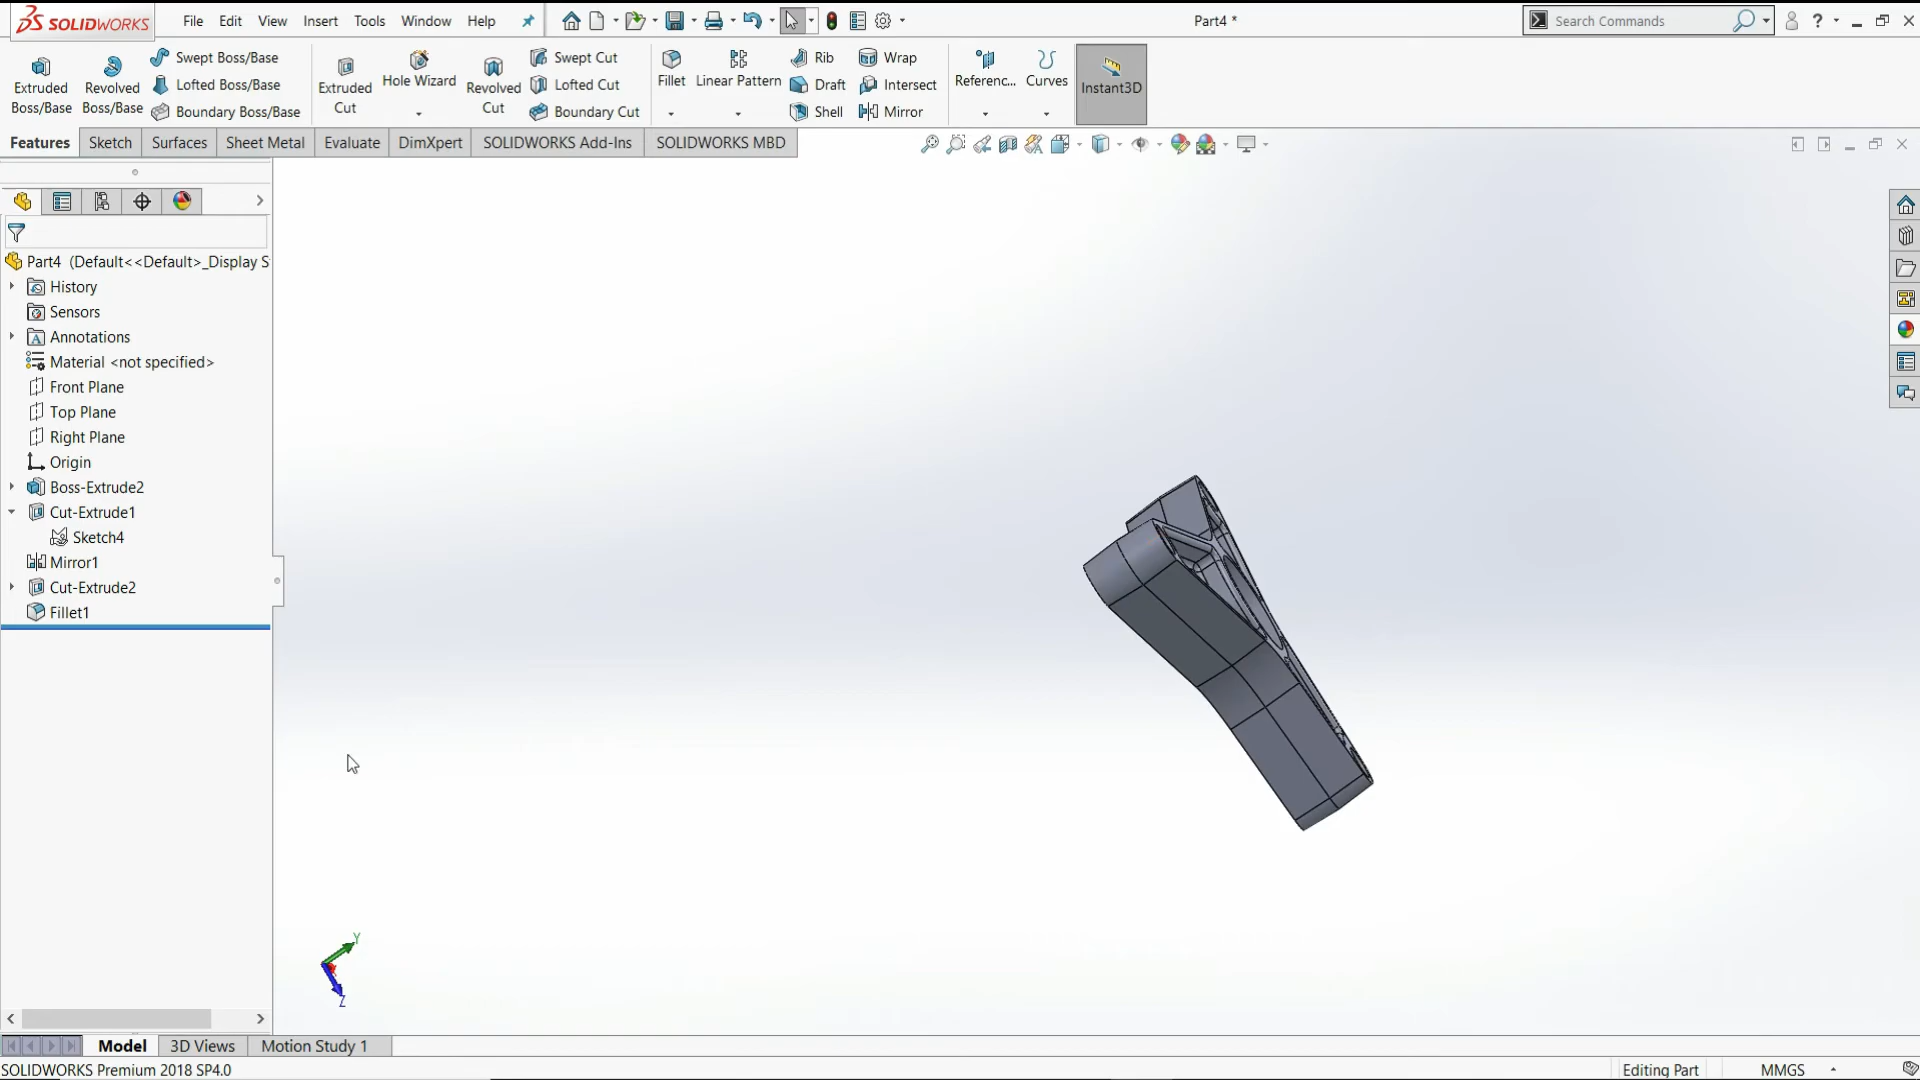 SOLIDWORKS File Edit View Insert Tools Window Help Part4 * Search Commands ?
Extruded Boss/Base
Revolved Boss/Base
Swept Boss/Base
Lofted Boss/Base
Boundary Boss/Base
Extruded Cut
Hole Wizard
Revolved Cut
Swept Cut
Lofted Cut
Boundary Cut
Fillet
Linear Pattern
Rib
Draft
Shell
Wrap
Intersect
Mirror
Referenc...
Curves
Instant3D
Features Sketch Surfaces Sheet Metal Evaluate DimXpert SOLIDWORKS Add-Ins SOLIDWORKS MBD
Part4 (Default<<Default>_Display S
History
Sensors
Annotations
Material <not specified>
Front Plane
Top Plane
Right Plane
Origin
Boss-Extrude2
Cut-Extrude1
Sketch4
Mirror1
Cut-Extrude2
Fillet1
Y
Z
Model 3D Views Motion Study 1
SOLIDWORKS Premium 2018 SP4.0 Editing Part MMGS